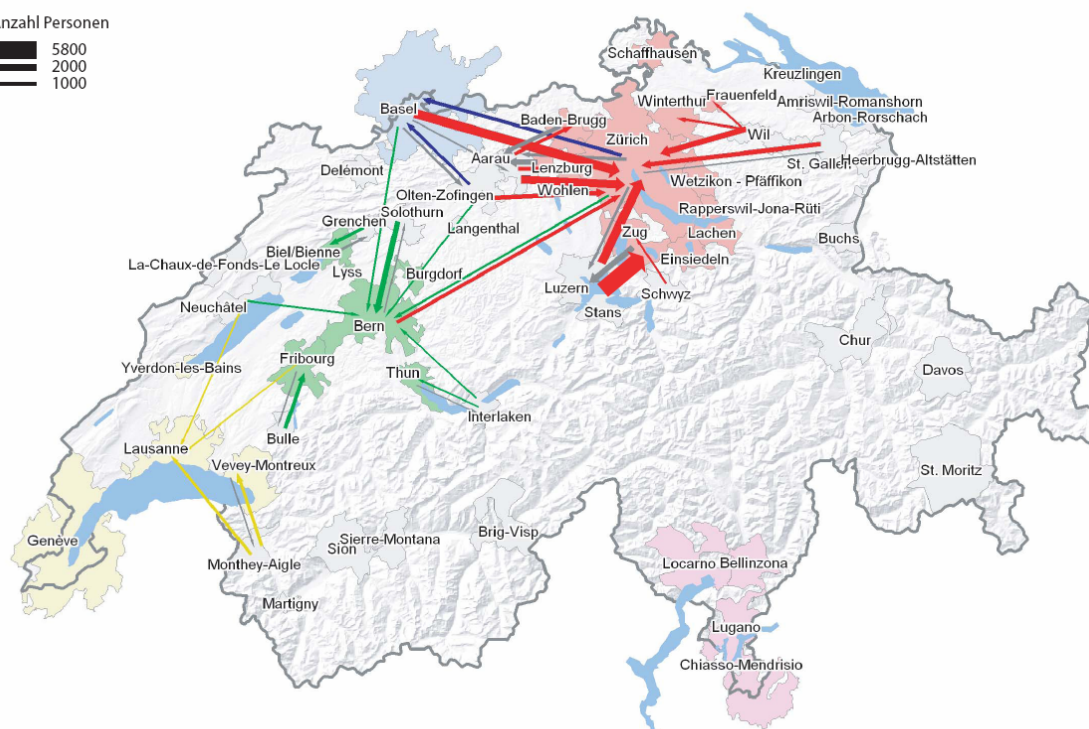 Anzahl Personen
5800
2000
1000
Schaffhausen
Kreuzlingen
Frauenfeld
Winterthur
Amriswil-Romanshorn
Arbon-Rorschach
Basel
Baden-Brugg
Zürich
Wil
Aarau
Delémont
Lenzburg
St. Gallen
Heerbrugg-Altstätten
Wetzikon - Pfäffikon
Olten-Zofingen
Wohlen
Solothurn
Grenchen
Rapperswil-Jona-Rüti
Langenthal
Zug
Lachen
Buchs
Biel/Bienne
La-Chaux-de-Fonds-Le Locle
Lyss
Burgdorf
Einsiedeln
Luzern
Schwyz
Neuchâtel
Stans
Bern
Chur
Fribourg
Yverdon-les-Bains
Thun
Davos
Interlaken
Bulle
Lausanne
Vevey-Montreux
St. Moritz
Brig-Visp
Genève
Sierre-Montana
Sion
Monthey-Aigle
Locarno
Bellinzona
Martigny
Lugano
Chiasso-Mendrisio